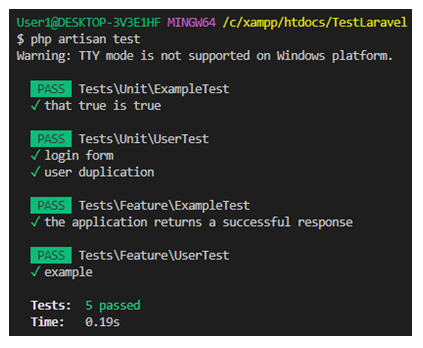 User1@DESKTOP-3V3E1HF MINGW64 /c/xampp/htdocs/TestLaravel
$ php artisan test
Warning: TTY mode is not supported on Windows platform.
PASS Tests\Unit\ExampleTest
✓ that true is true
PASS Tests\Unit\UserTest
✓ login form
✓ user duplication
PASS Tests\Feature\ExampleTest
✓ the application returns a successful response
PASS Tests\Feature\UserTest
✓ example
Tests: 5 passed
Time: 0.19s